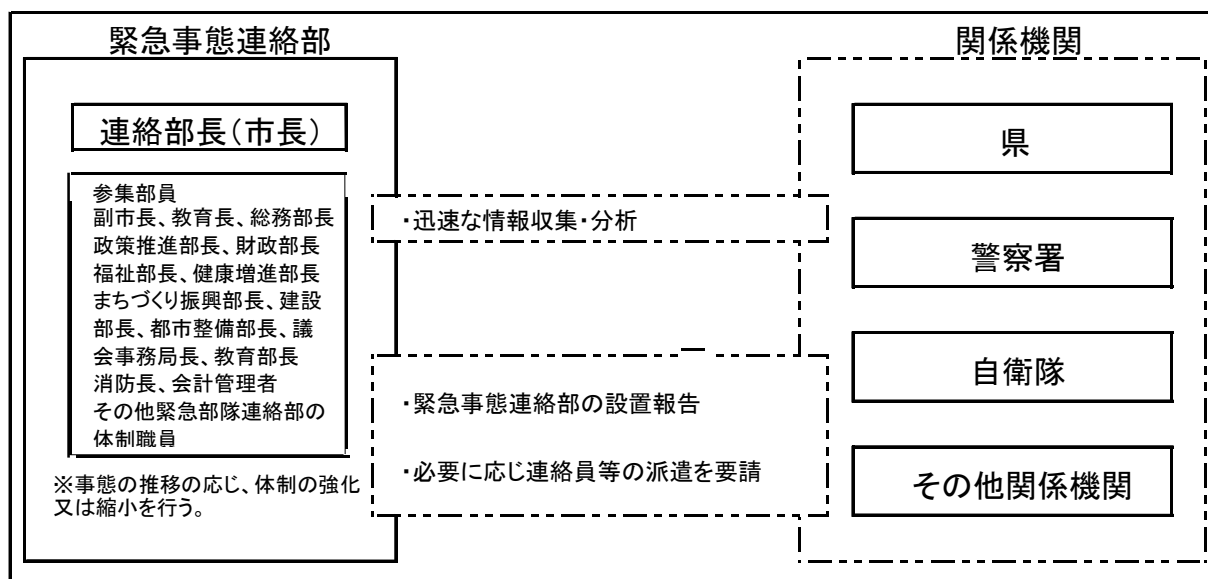 緊急事態連絡部
連絡部長(市長)
参集部員
副市長、教育長、総務部長
政策推進部長、財政部長
福祉部長、健康増進部長
まちづくり振興部長、建設
部長、都市整備部長、議
会事務局長、教育部長
消防長、会計管理者
その他緊急部隊連絡部の
体制職員
※事態の推移の応じ、体制の強化
又は縮小を行う。
・迅速な情報収集・分析
・緊急事態連絡部の設置報告
・必要に応じ連絡員等の派遣を要請
関係機関
県
警察署
自衛隊
その他関係機関